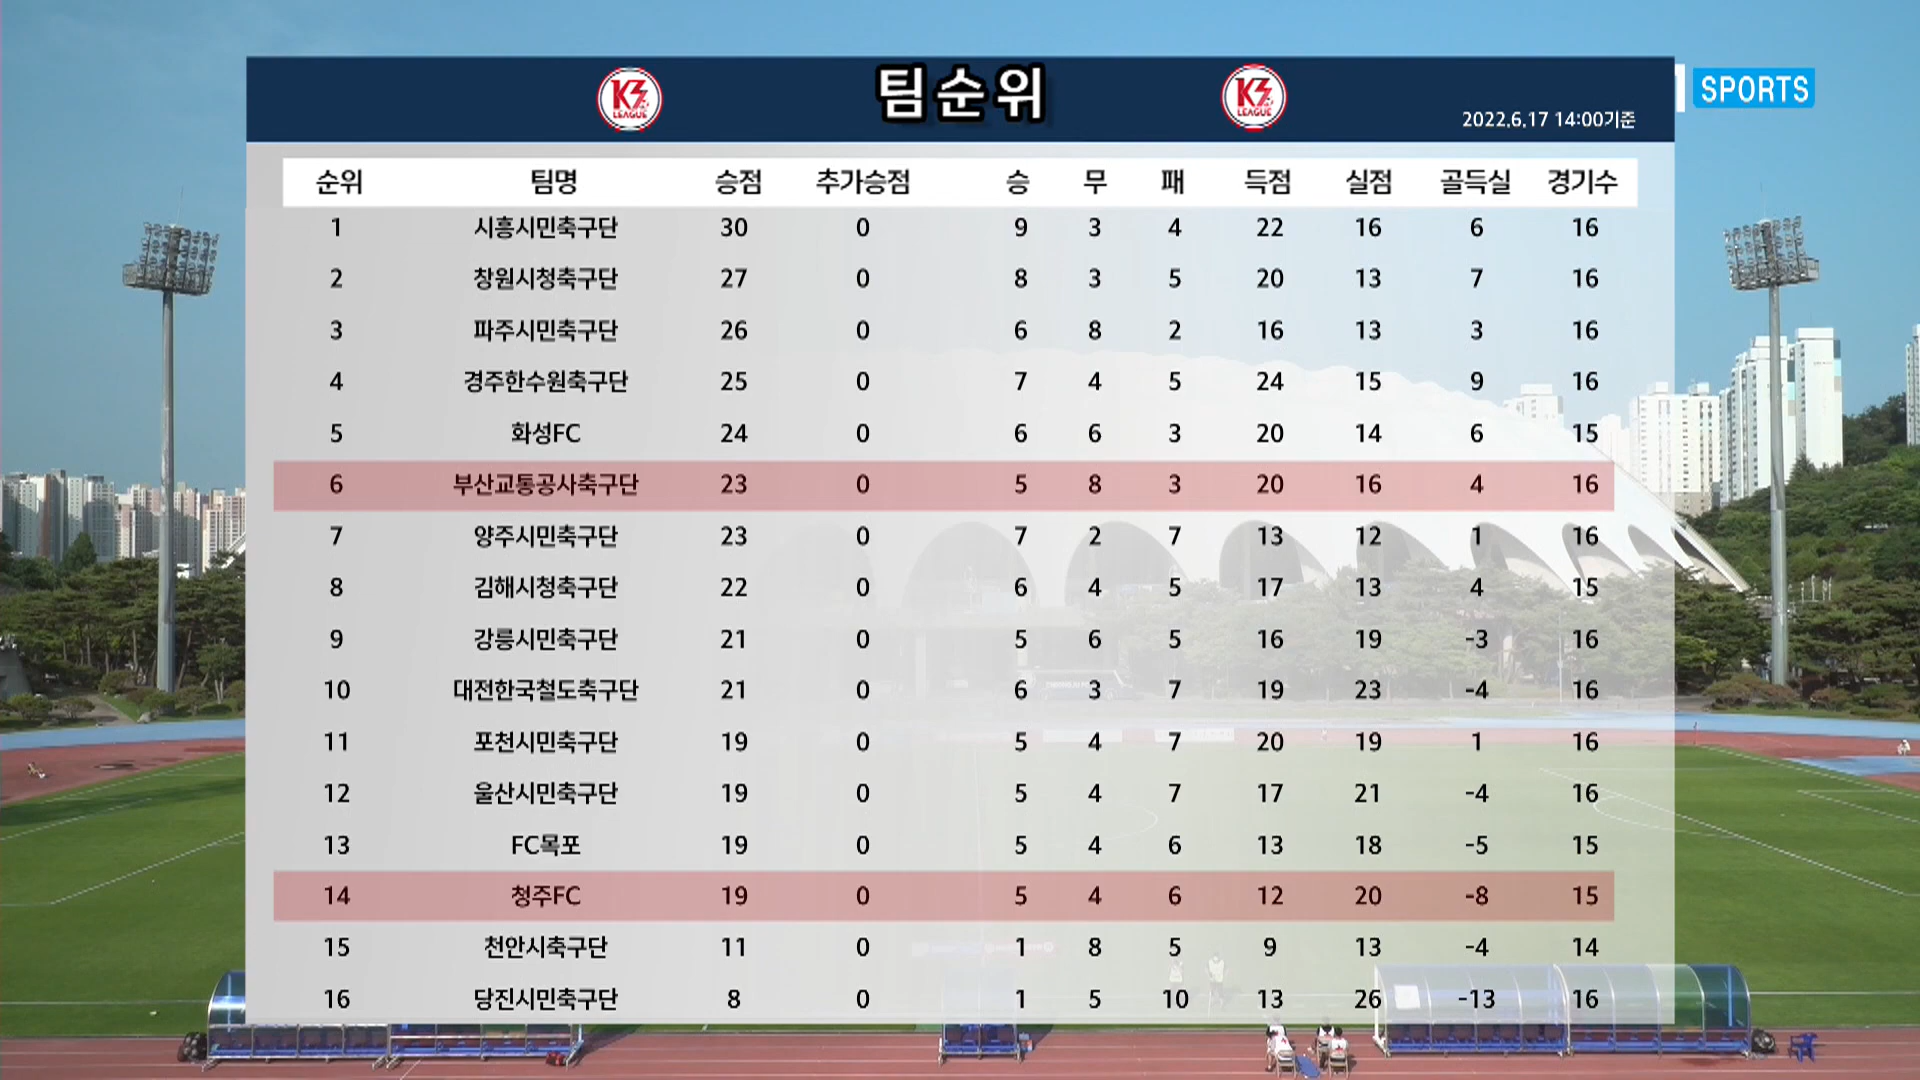 K3 LEAGUE 팀순위 K3 LEAGUE
2022.6.17 14:00기준
SPORTS
순위 팀명 승점 추가승점 승 무 패 득점 실점 골득실 경기수
1 시흥시민축구단 30 0 9 3 4 22 16 6 16
2 창원시청축구단 27 0 8 3 5 20 13 7 16
3 파주시민축구단 26 0 6 8 2 16 13 3 16
4 경주한수원축구단 25 0 7 4 5 24 15 9 16
5 화성FC 24 0 6 6 3 20 14 6 15
6 부산교통공사축구단 23 0 5 8 3 20 16 4 16
7 양주시민축구단 23 0 7 2 7 13 12 1 16
8 김해시청축구단 22 0 6 4 5 17 13 4 15
9 강릉시민축구단 21 0 5 6 5 16 19 -3 16
10 대전한국철도축구단 21 0 6 3 7 19 23 -4 16
11 포천시민축구단 19 0 5 4 7 20 19 1 16
12 울산시민축구단 19 0 5 4 7 17 21 -4 16
13 FC목포 19 0 5 4 6 13 18 -5 15
14 청주FC 19 0 5 4 6 12 20 -8 15
15 천안시축구단 11 0 1 8 5 9 13 -4 14
16 당진시민축구단 8 0 1 5 10 13 26 -13 16